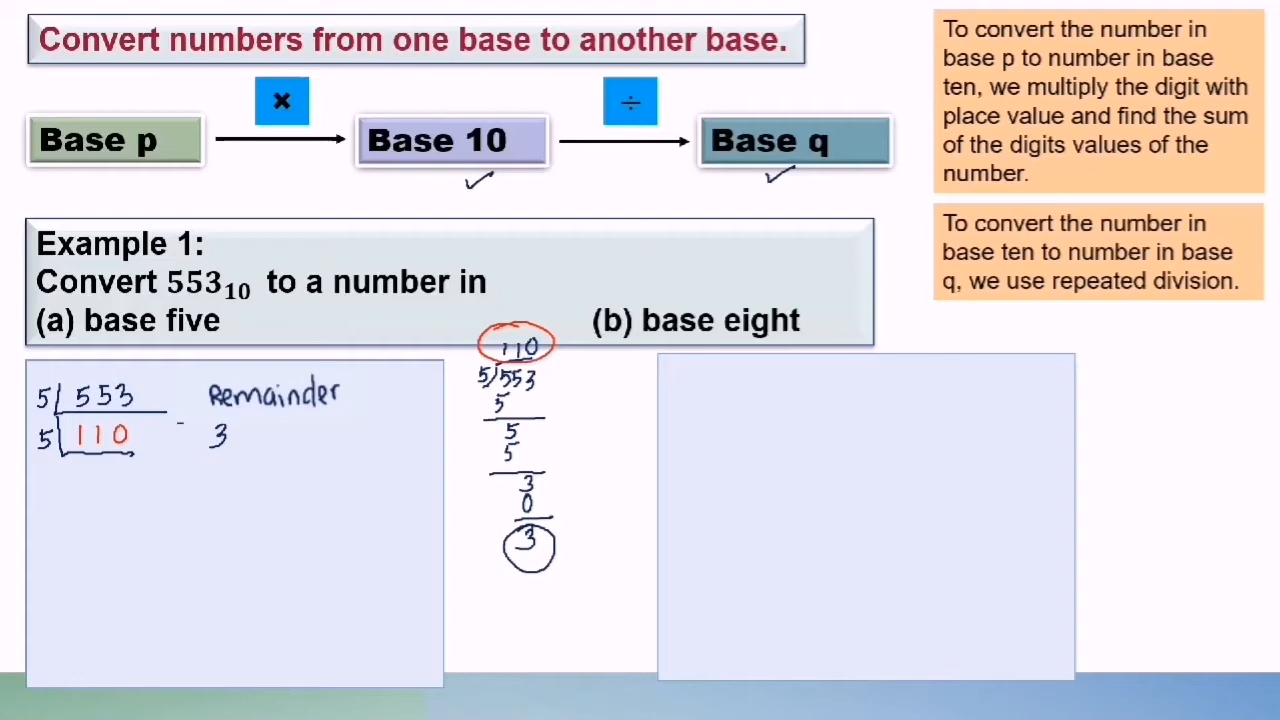 Convert numbers from one base to another base.
× ÷
Base p Base 10 Base q
To convert the number in
base p to number in base
ten, we multiply the digit with
place value and find the sum
of the digits values of the
number.
To convert the number in
base ten to number in base
q, we use repeated division.
Example 1:
Convert 553₁₀ to a number in
(a) base five (b) base eight
5 553 Remainder
5 110 - 3
110
5 553
5
5
5
3
0
3